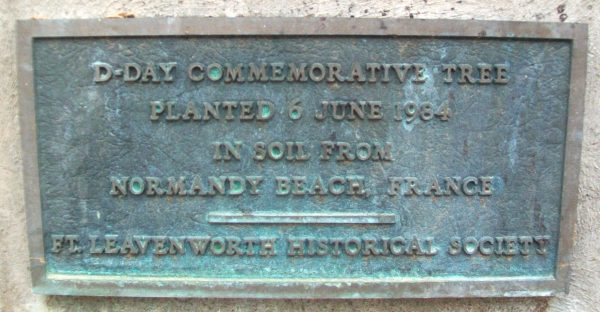 D-DAY COMMEMORATIVE TREE
PLANTED 6 JUNE 1984
IN SOIL FROM
NORMANDY BEACH, FRANCE
FT. LEAVENWORTH HISTORICAL SOCIETY